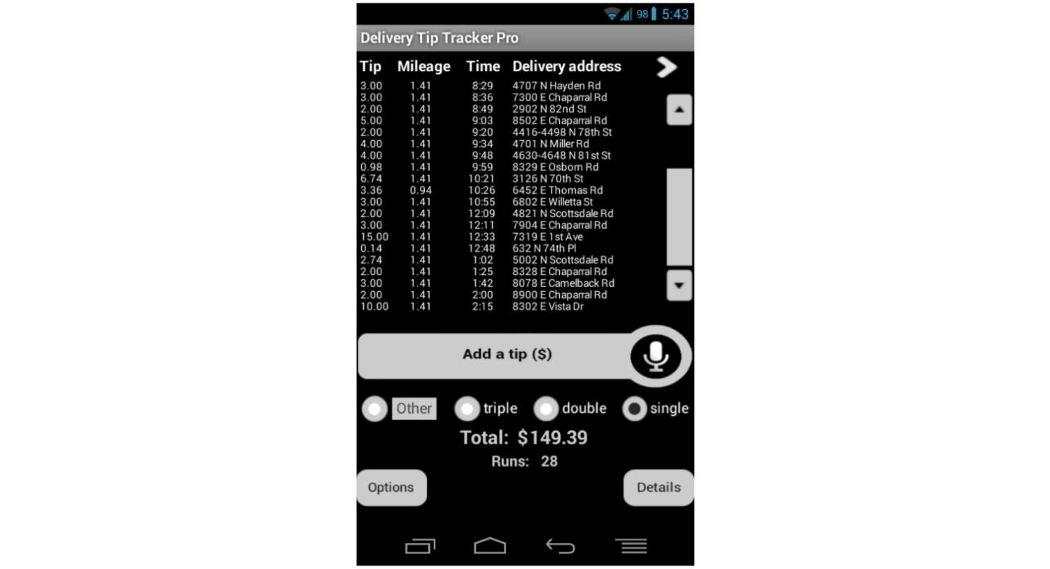 98 5:43
Delivery Tip Tracker Pro
Tip Mileage Time Delivery address
3.00 1.41 8:29 4707 N Hayden Rd
3.00 1.41 8:36 7300 E Chaparral Rd
2.00 1.41 8:49 2902 N 82nd St
5.00 1.41 9:03 8502 E Chaparral Rd
2.00 1.41 9:20 4416-4498 N 78th St
4.00 1.41 9:34 4701 N Miller Rd
4.00 1.41 9:48 4630-4648 N 81st St
0.98 1.41 9:59 8329 E Osborn Rd
6.74 1.41 10:21 3126 N 70th St
3.36 0.94 10:26 6452 E Thomas Rd
3.00 1.41 10:55 6802 E Willetta St
2.00 1.41 12:09 4821 N Scottsdale Rd
3.00 1.41 12:11 7904 E Chaparral Rd
15.00 1.41 12:33 7319 E 1st Ave
0.14 1.41 12:48 632 N 74th Pl
2.74 1.41 1:02 5002 N Scottsdale Rd
2.00 1.41 1:25 8328 E Chaparral Rd
3.00 1.41 1:42 8078 E Camelback Rd
2.00 1.41 2:00 8900 E Chaparral Rd
10.00 1.41 2:15 8302 E Vista Dr
Add a tip ($)
Other triple double single
Total: $149.39
Runs: 28
Options Details